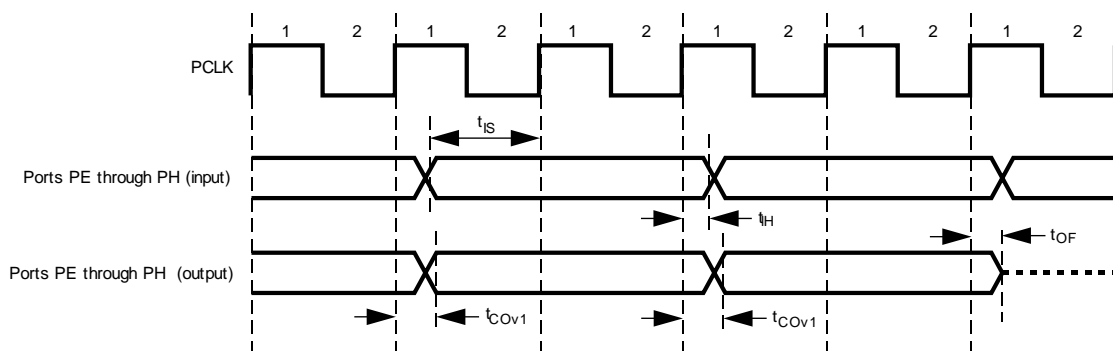 1 2 1 2 1 2 1 2 1 2 1 2
PCLK
tIS
Ports PE through PH (input)
tIH
tOF
Ports PE through PH (output)
tCOv1 tCOv1